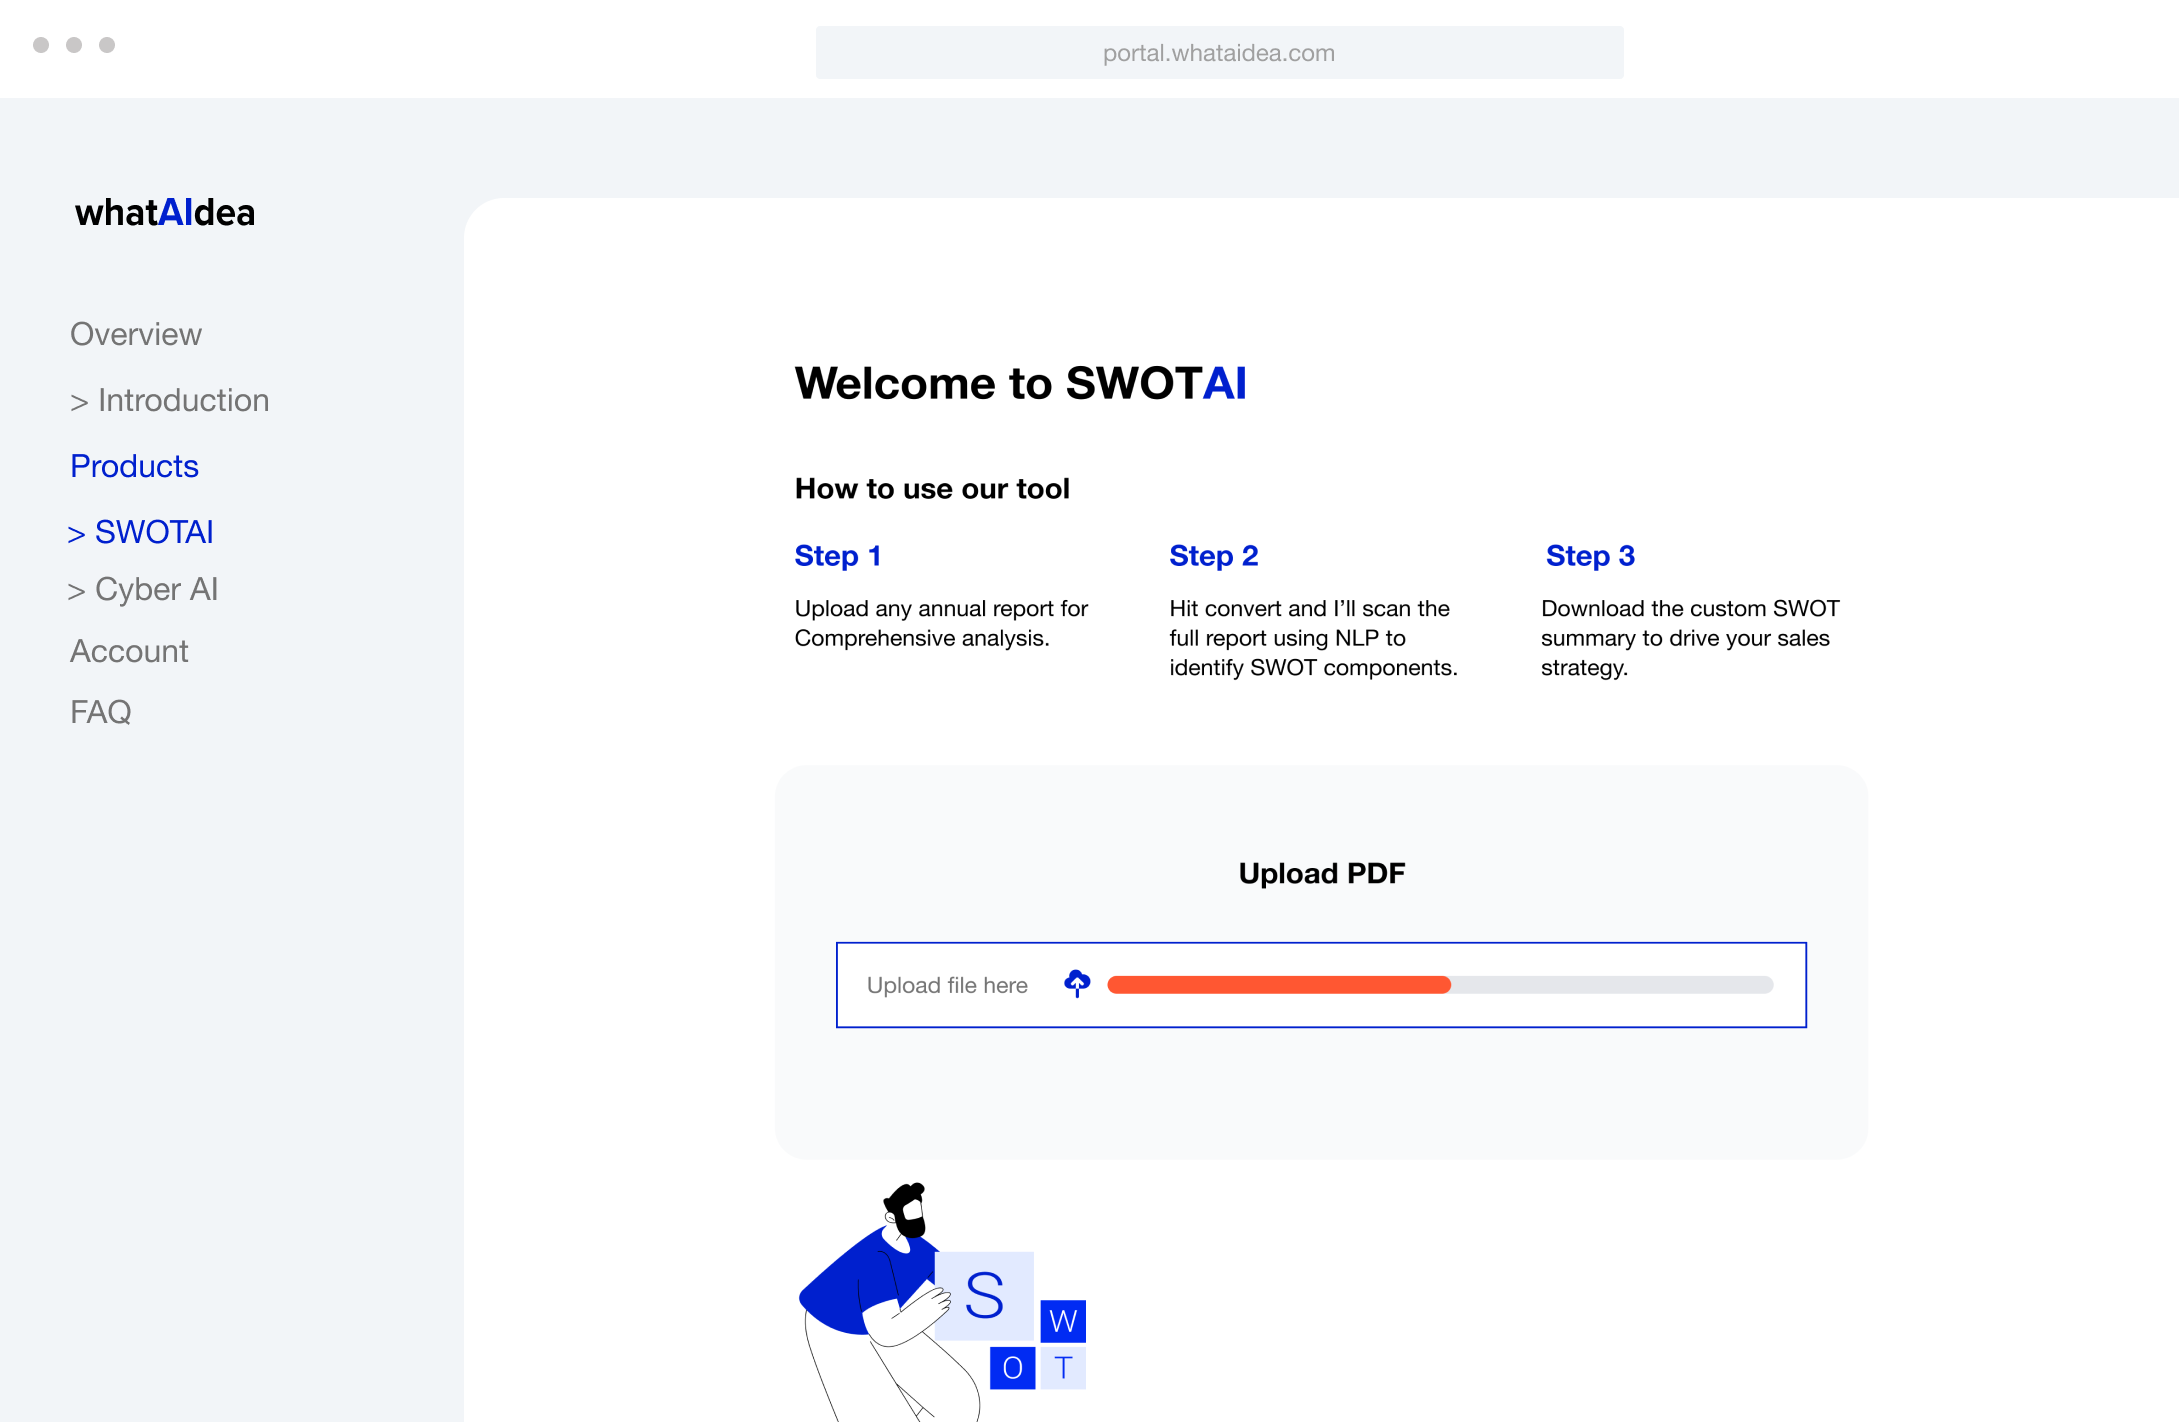 portal.whataidea.com
whatAIdea
Overview
> Introduction
Products
> SWOTAI
> Cyber AI
Account
FAQ
Welcome to SWOTAI
How to use our tool
Step 1
Upload any annual report for
Comprehensive analysis.
Step 2
Hit convert and I’ll scan the
full report using NLP to
identify SWOT components.
Step 3
Download the custom SWOT
summary to drive your sales
strategy.
Upload PDF
Upload file here
S
W
O
T